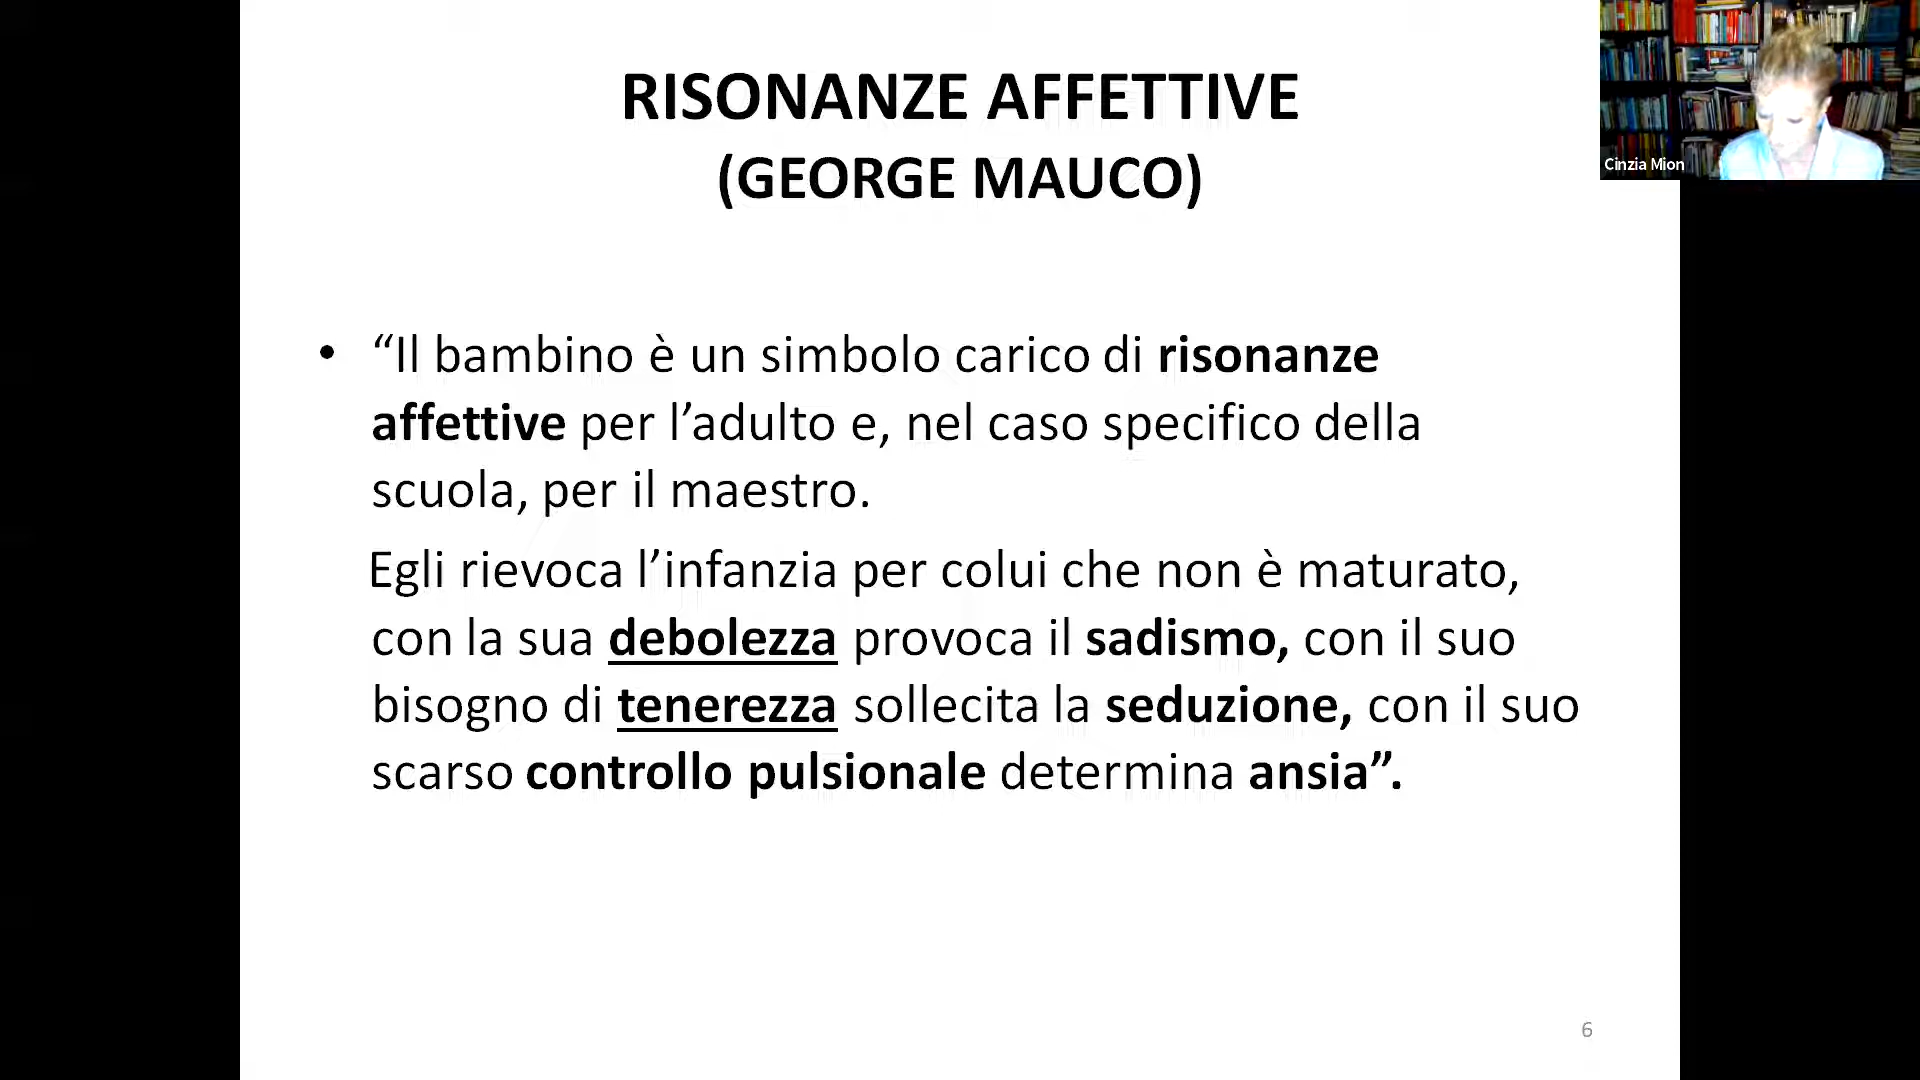 RISONANZE AFFETTIVE
(GEORGE MAUCO)
Cinzia Mion
• “Il bambino è un simbolo carico di risonanze
affettive per l’adulto e, nel caso specifico della
scuola, per il maestro.
Egli rievoca l’infanzia per colui che non è maturato,
con la sua debolezza provoca il sadismo, con il suo
bisogno di tenerezza sollecita la seduzione, con il suo
scarso controllo pulsionale determina ansia”.
6